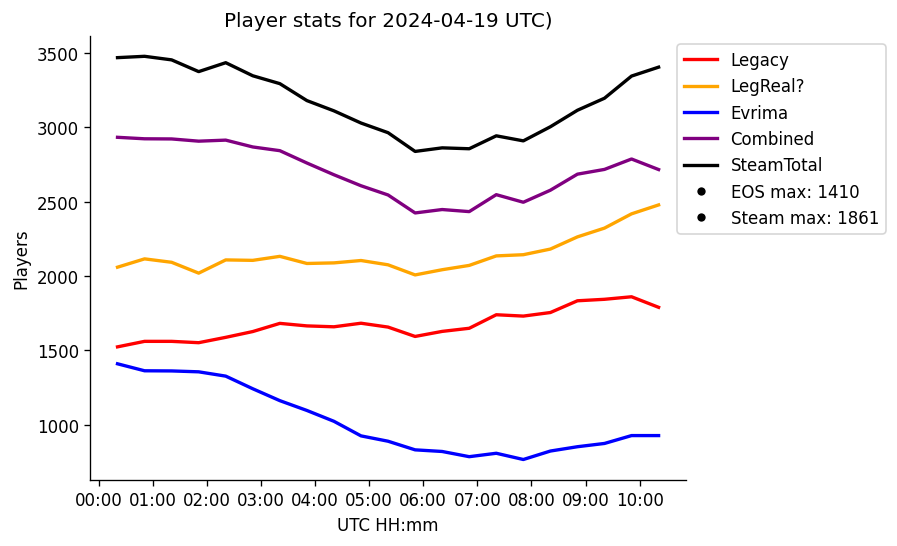 Player stats for 2024-04-19 UTC)
3500
3000
2500
2000
1500
1000
Players
00:00 01:00 02:00 03:00 04:00 05:00 06:00 07:00 08:00 09:00 10:00
UTC HH:mm
Legacy
LegReal?
Evrima
Combined
SteamTotal
EOS max: 1410
Steam max: 1861